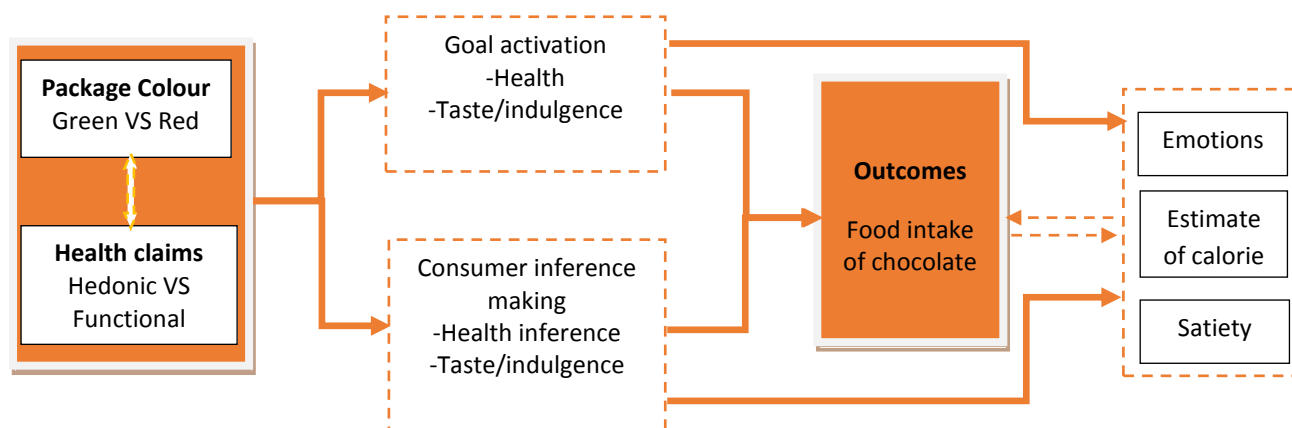 Package Colour
Green VS Red
Health claims
Hedonic VS
Functional
Goal activation
-Health
-Taste/indulgence
Consumer inference
making
-Health inference
-Taste/indulgence
Outcomes
Food intake
of chocolate
Emotions
Estimate
of calorie
Satiety